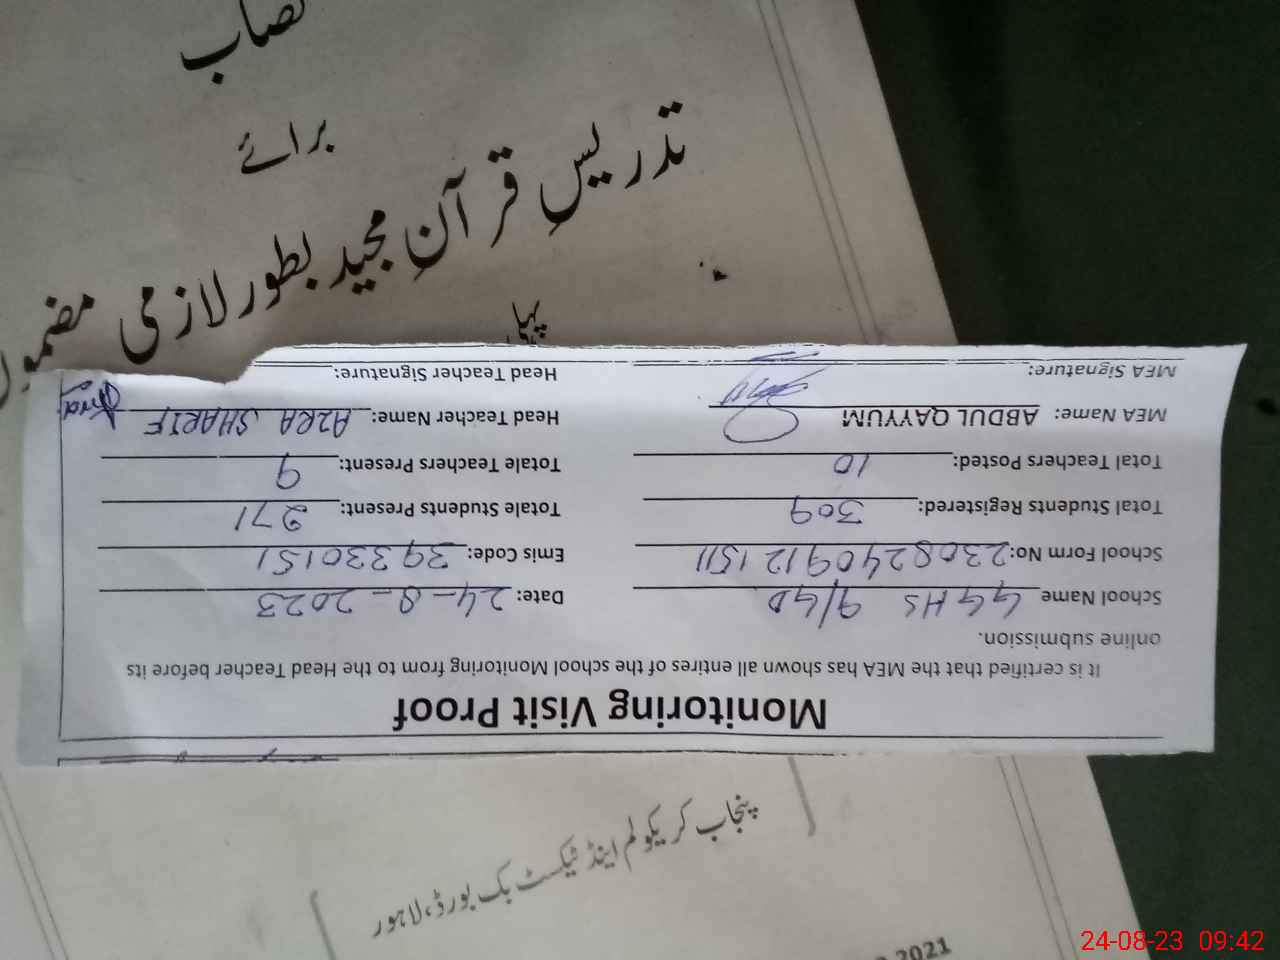 نصاب
برائے
تدریسِ قرآنِ مجید بطور لازمی مضمون
Monitoring Visit Proof
It is certified that the MEA has shown all entires of the school Monitoring from to the Head Teacher before its
online submission.
School Name GGHS 9/4D Date: 24-8-2023
School Form No: 23082409121511 Emis Code: 39330151
Total Students Registered: 309 Totale Students Present: 271
Total Teachers Posted: 10 Totale Teachers Present: 9
MEA Name: ABDUL QAYYUM Head Teacher Name: AZRA SHARIF
MEA Signature: Head Teacher Signature:
پنجاب کریکولم اینڈ ٹیکسٹ بک بورڈ، لاہور
2021
24-08-23 09:42